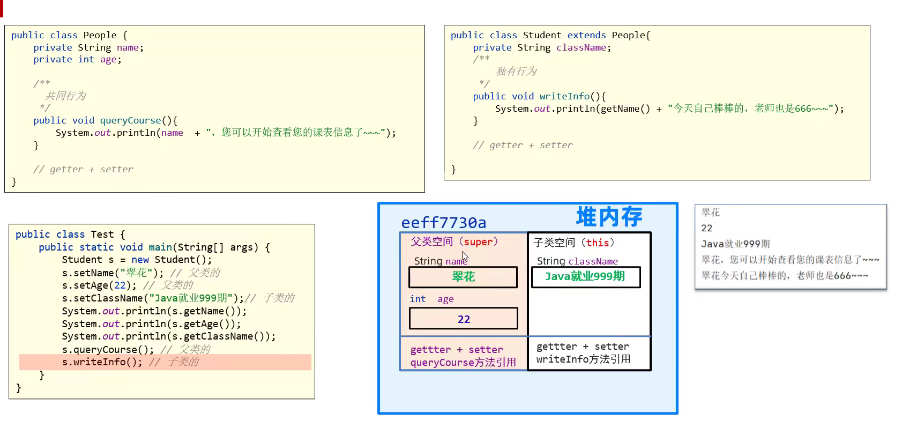 public class People {
private String name;
private int age;
/**
共同行为
*/
public void queryCourse(){
System.out.println(name + ", 您可以开始查看您的课表信息了~~~");
}
// getter + setter
}
public class Student extends People{
private String className;
/**
独有行为
*/
public void writeInfo(){
System.out.println(getName() + "今天自己棒棒的，老师也是666~~~");
}
// getter + setter
}
public class Test {
public static void main(String[] args) {
Student s = new Student();
s.setName("翠花"); // 父类的
s.setAge(22); // 父类的
s.setClassName("Java就业999期");// 子类的
System.out.println(s.getName());
System.out.println(s.getAge());
System.out.println(s.getClassName());
s.queryCourse(); // 父类的
s.writeInfo(); // 子类的
}
}
堆内存
eeff7730a
父类空间（super）
String name
翠花
int age
22
gettter + setter
queryCourse方法引用
子类空间（this）
String className
Java就业999期
gettter + setter
writeInfo方法引用
翠花
22
Java就业999期
翠花, 您可以开始查看您的课表信息了~~~
翠花今天自己棒棒的，老师也是666~~~